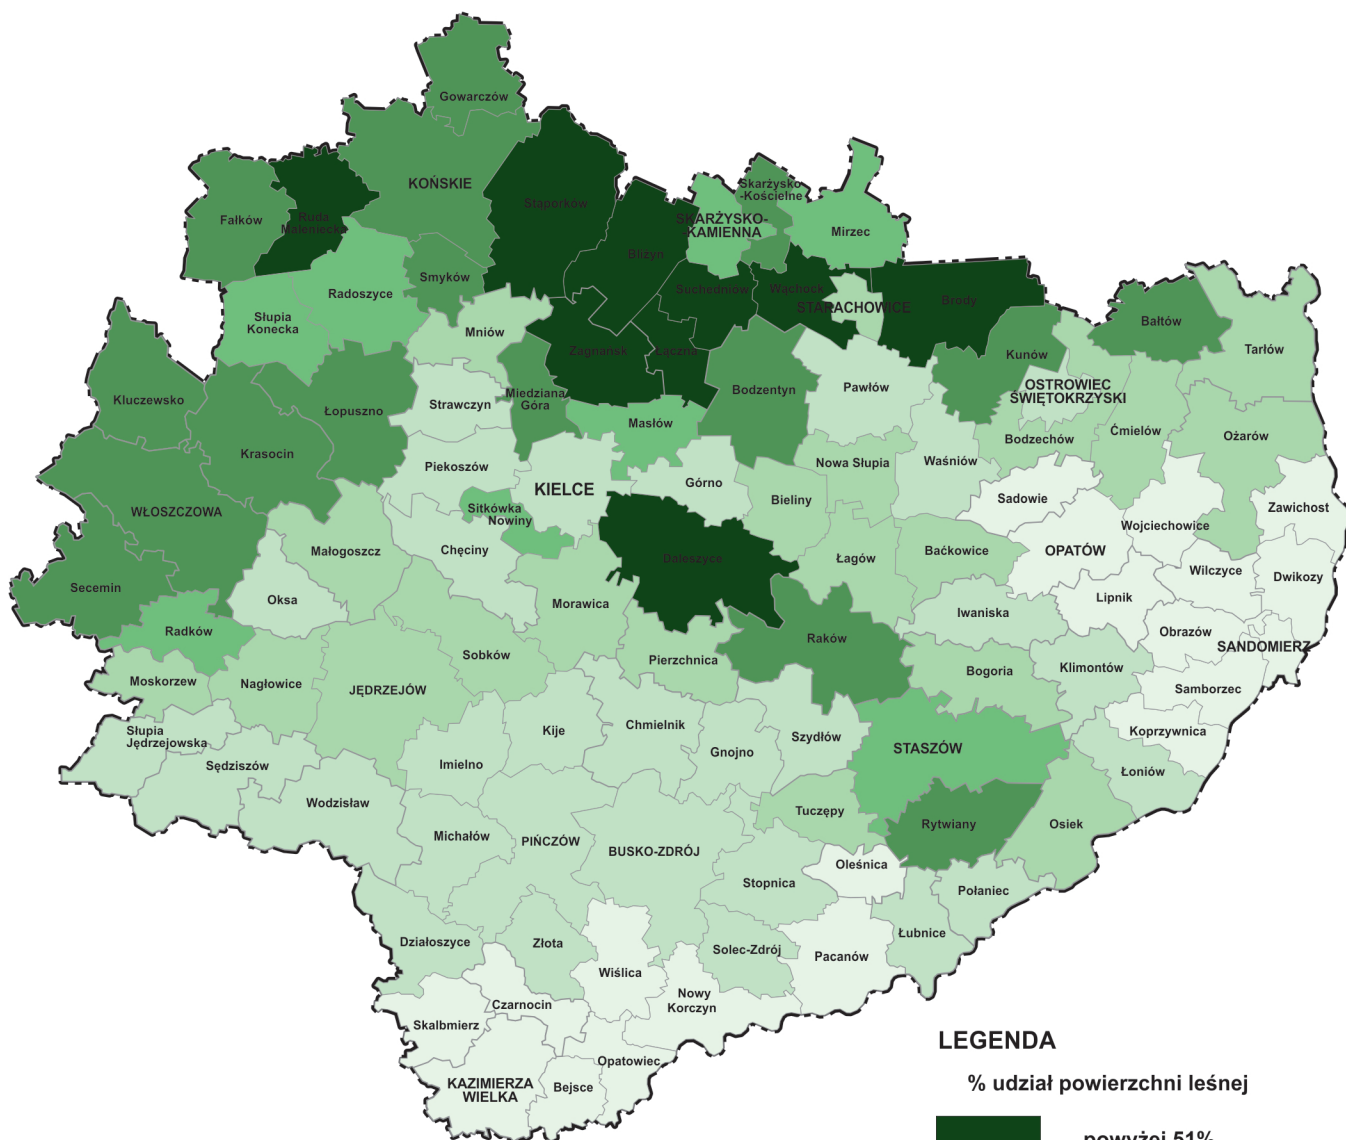 Gowarczów
KOŃSKIE
Stąporków
Fałków
Ruda
Maleniecka
Skarżysko
-Kościelne
SKARŻYSKO-
-KAMIENNA
Mirzec
Bliżyn
Smyków
Radoszyce
Suchedniów
Wąchock
STARACHOWICE
Brody
Słupia
Konecka
Mniów
Bałtów
Tarłów
Zagnańsk
Łączna
Kunów
Kluczewsko
Łopuszno
Strawczyn
Miedziana
Góra
Bodzentyn
Pawłów
OSTROWIEC
ŚWIĘTOKRZYSKI
Masłów
Krasocin
Bodzechów
Ćmielów
Ożarów
Piekoszów
KIELCE
Górno
Nowa Słupia
Waśniów
Bieliny
Sadowie
WŁOSZCZOWA
Sitkówka
Nowiny
Wojciechowice
Zawichost
Małogoszcz
Chęciny
Daleszyce
Łagów
Baćkowice
OPATÓW
Secemin
Oksa
Morawica
Wilczyce
Dwikozy
Iwaniska
Lipnik
Radków
Raków
Obrazów
SANDOMIERZ
Moskorzew
Nagłowice
JĘDRZEJÓW
Sobków
Pierzchnica
Bogoria
Klimontów
Samborzec
Słupia
Jędrzejowska
Kije
Chmielnik
Szydłów
STASZÓW
Koprzywnica
Sędziszów
Imielno
Gnojno
Łoniów
Wodzisław
Tuczępy
Rytwiany
Osiek
Michałów
PIŃCZÓW
BUSKO-ZDRÓJ
Oleśnica
Stopnica
Połaniec
Działoszyce
Złota
Solec-Zdrój
Łubnice
Wiślica
Pacanów
Czarnocin
Nowy
Korczyn
Skalbmierz
LEGENDA
Opatowiec
KAZIMIERZA
WIELKA
Bejsce
% udział powierzchni leśnej
powyżej 51%